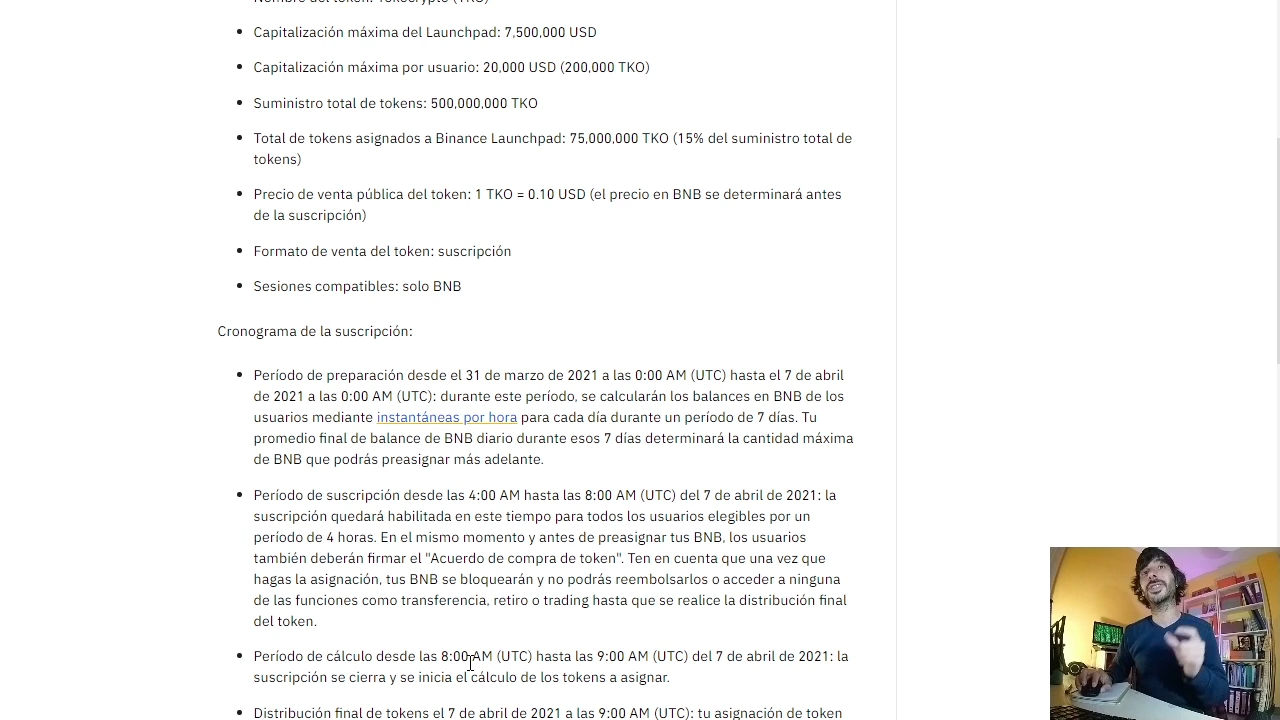 Nombre del token: Tokocrypto (TKO)
Capitalización máxima del Launchpad: 7,500,000 USD
Capitalización máxima por usuario: 20,000 USD (200,000 TKO)
Suministro total de tokens: 500,000,000 TKO
Total de tokens asignados a Binance Launchpad: 75,000,000 TKO (15% del suministro total de
tokens)
Precio de venta pública del token: 1 TKO = 0.10 USD (el precio en BNB se determinará antes
de la suscripción)
Formato de venta del token: suscripción
Sesiones compatibles: solo BNB
Cronograma de la suscripción:
Período de preparación desde el 31 de marzo de 2021 a las 0:00 AM (UTC) hasta el 7 de abril
de 2021 a las 0:00 AM (UTC): durante este período, se calcularán los balances en BNB de los
usuarios mediante instantáneas por hora para cada día durante un período de 7 días. Tu
promedio final de balance de BNB diario durante esos 7 días determinará la cantidad máxima
de BNB que podrás preasignar más adelante.
Período de suscripción desde las 4:00 AM hasta las 8:00 AM (UTC) del 7 de abril de 2021: la
suscripción quedará habilitada en este tiempo para todos los usuarios elegibles por un
período de 4 horas. En el mismo momento y antes de preasignar tus BNB, los usuarios
también deberán firmar el "Acuerdo de compra de token". Ten en cuenta que una vez que
hagas la asignación, tus BNB se bloquearán y no podrás reembolsarlos o acceder a ninguna
de las funciones como transferencia, retiro o trading hasta que se realice la distribución final
del token.
Período de cálculo desde las 8:00 AM (UTC) hasta las 9:00 AM (UTC) del 7 de abril de 2021: la
suscripción se cierra y se inicia el cálculo de los tokens a asignar.
Distribución final de tokens el 7 de abril de 2021 a las 9:00 AM (UTC): tu asignación de token